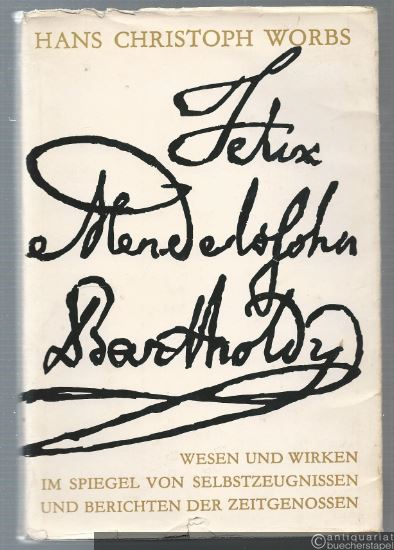 HANS CHRISTOPH WORBS
Felix
Mendelssohn
Bartholdy
WESEN UND WIRKEN
IM SPIEGEL VON SELBSTZEUGNISSEN
UND BERICHTEN DER ZEITGENOSSEN
antiquariat
buecherstapel